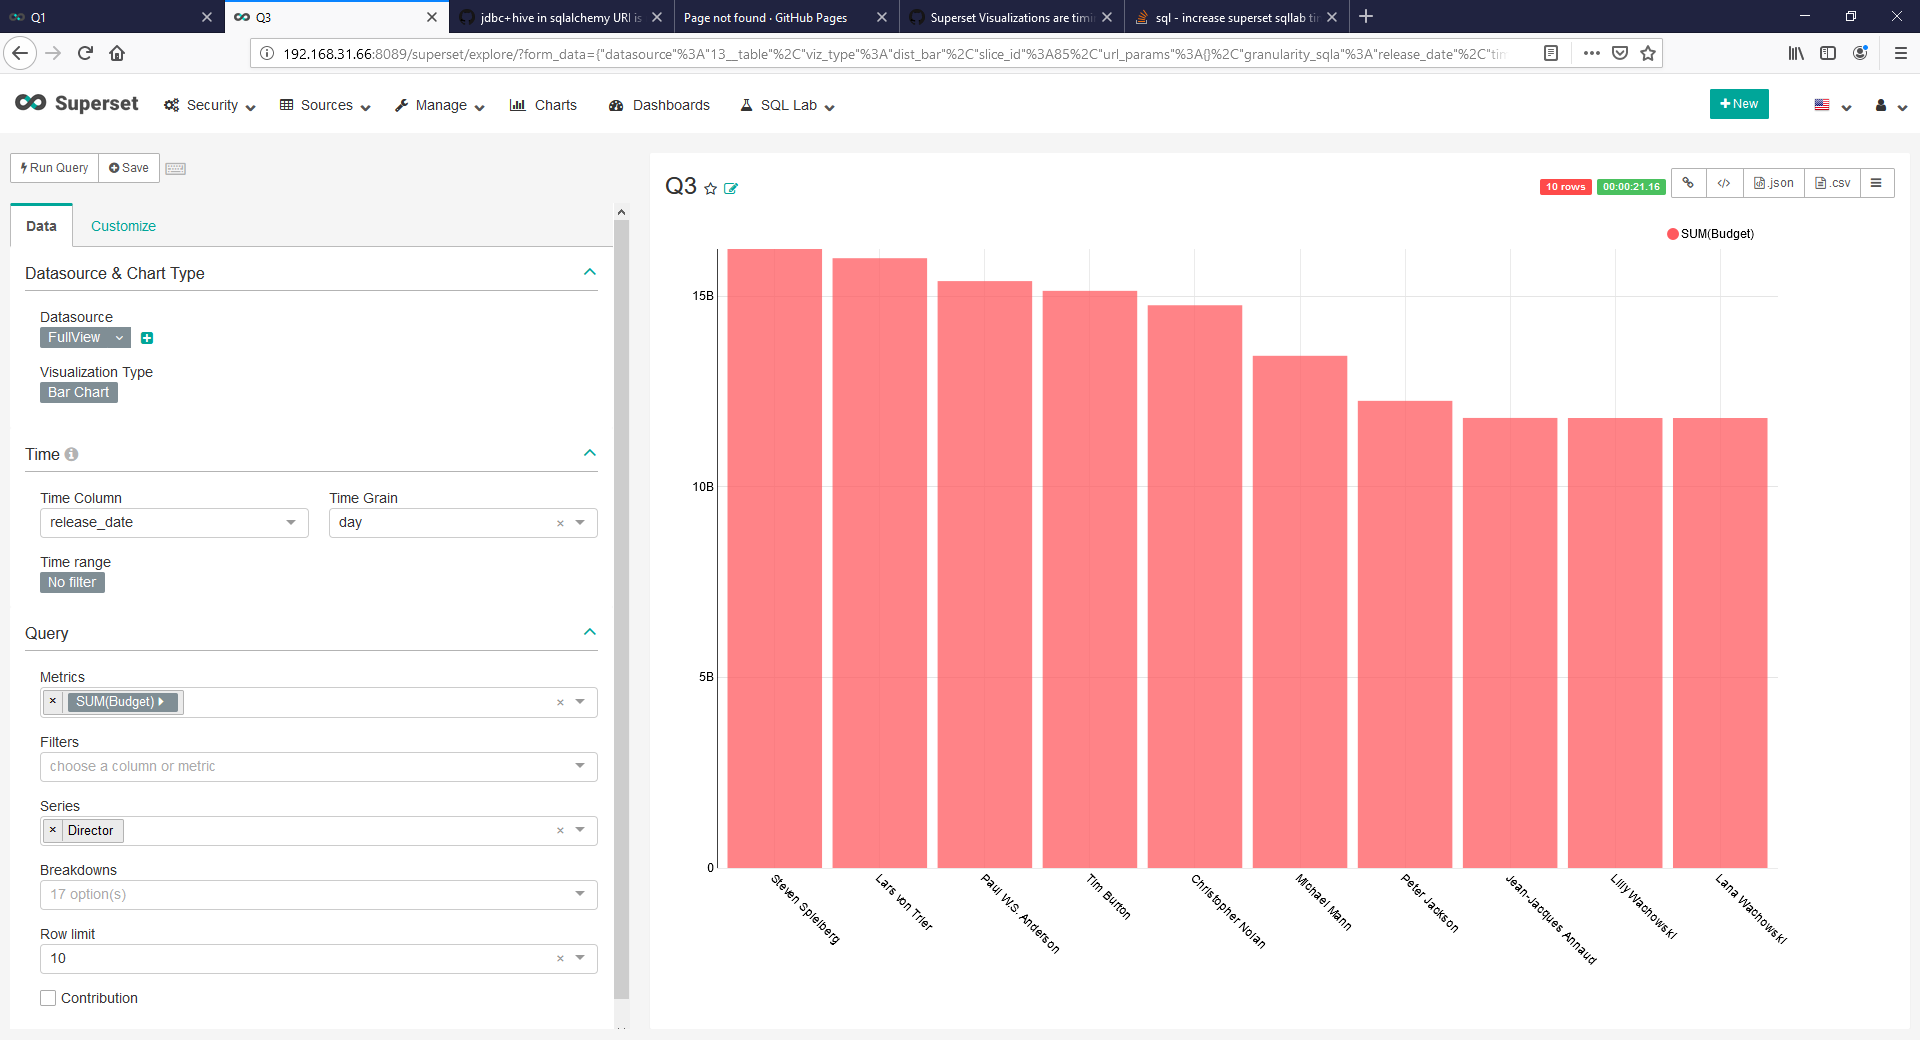 Q1
Q3
jdbc+hive in sqlalchemy URI is
Page not found · GitHub Pages
Superset Visualizations are timi
sql - increase superset sqllab ti
192.168.31.66:8089/superset/explore/?form_data={"datasource"%3A"13__table"%2C"viz_type"%3A"dist_bar"%2C"slice_id"%3A85%2C"url_params"%3A{}%2C"granularity_sqla"%3A"release_date"%2C"tim
Superset
Security
Sources
Manage
Charts
Dashboards
SQL Lab
New
Run Query
Save
Data
Customize
Datasource & Chart Type
Datasource
FullView
Visualization Type
Bar Chart
Time
Time Column
Time Grain
release_date
day
Time range
No filter
Query
Metrics
SUM(Budget)
Filters
choose a column or metric
Series
Director
Breakdowns
17 option(s)
Row limit
10
Contribution
Q3
10 rows
00:00:21.16
.json
.csv
SUM(Budget)
15B
10B
5B
0
Steven Spielberg
Lars von Trier
Paul W.S. Anderson
Tim Burton
Christopher Nolan
Michael Mann
Peter Jackson
Jean-Jacques Annaud
Lilly Wachowski
Lana Wachowski